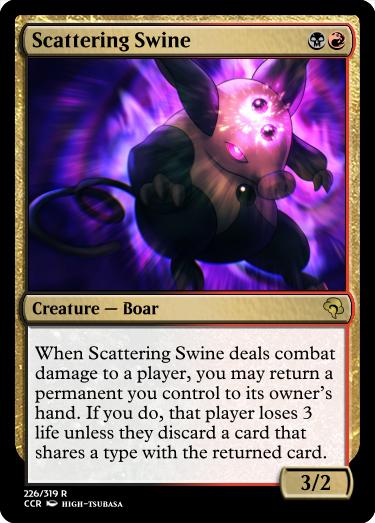 Scattering Swine
Creature — Boar
When Scattering Swine deals combat
damage to a player, you may return a
permanent you control to its owner's
hand. If you do, that player loses 3
life unless they discard a card that
shares a type with the returned card.
3/2
226/319 R
CCR HIGH-TSUBASA